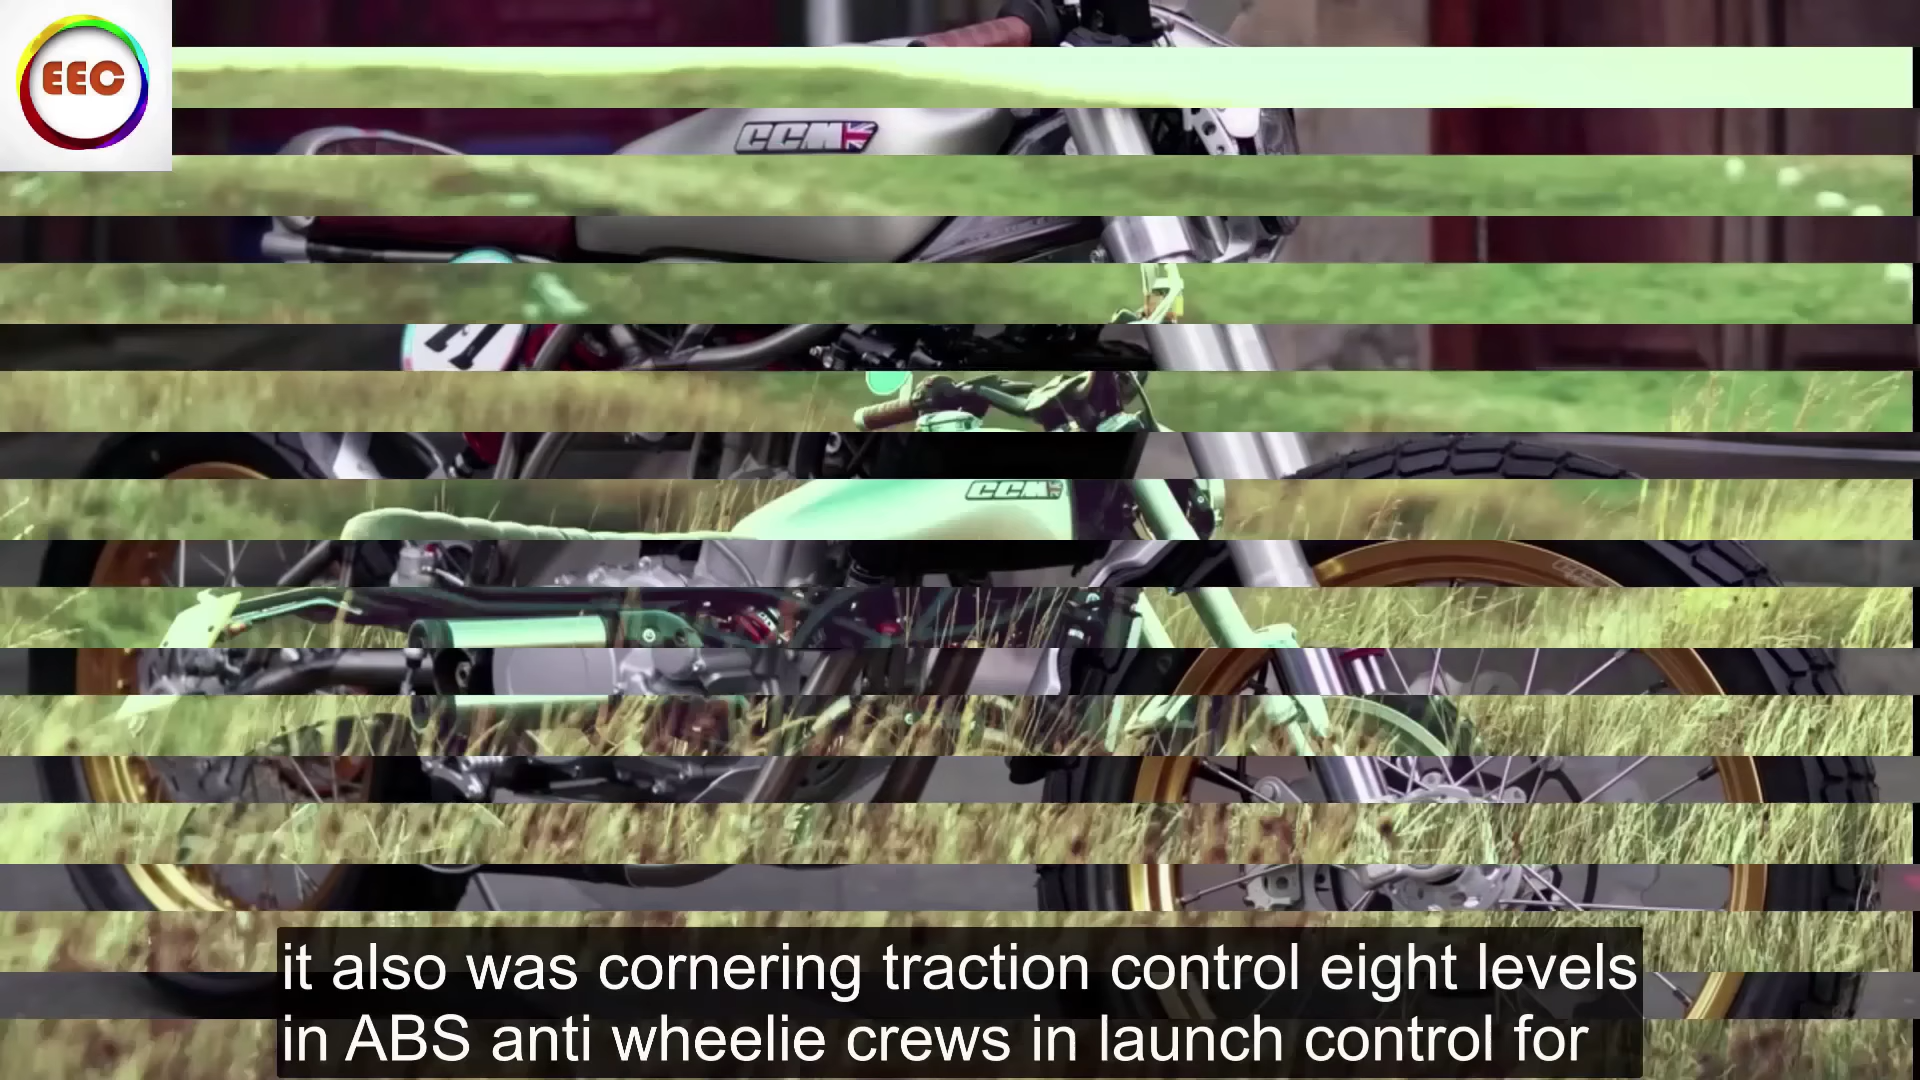 EEC
CCM
A
CCM
it also was cornering traction control eight levels
in ABS anti wheelie crews in launch control for